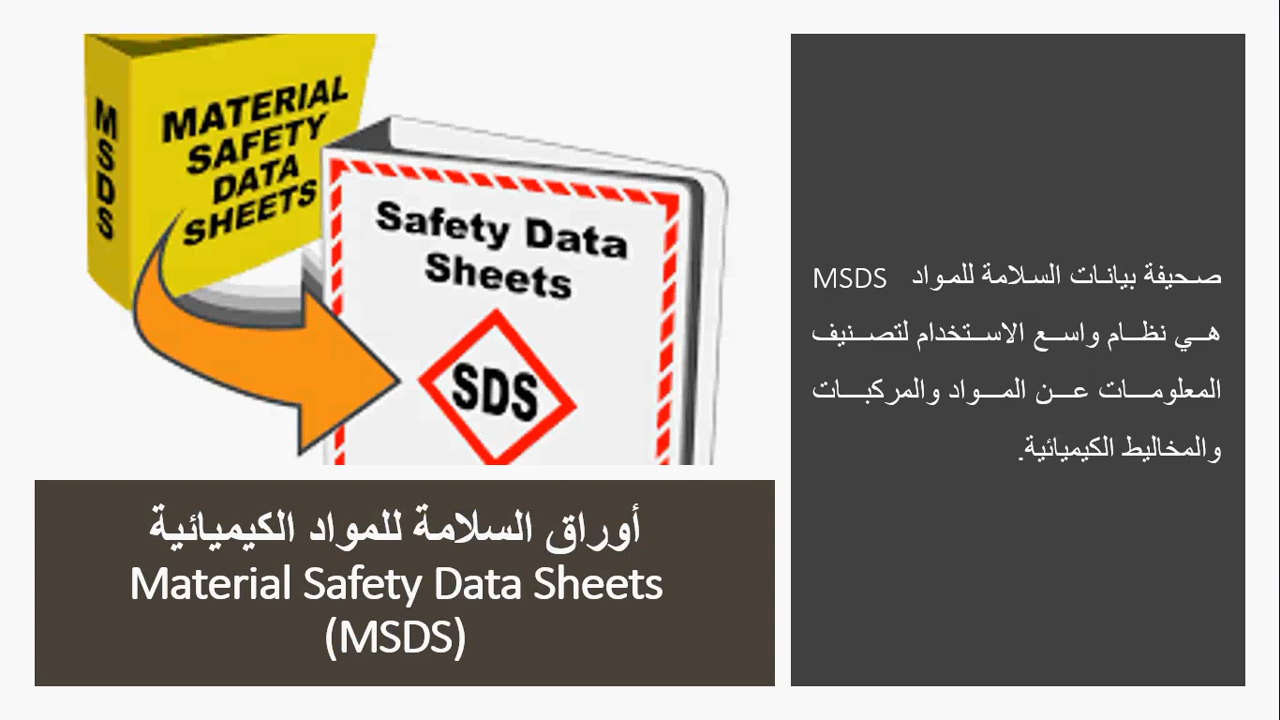 MSDS
MATERIAL
SAFETY
DATA
SHEETS
Safety Data
Sheets
SDS
أوراق السلامة للمواد الكيميائية
Material Safety Data Sheets
(MSDS)
صحيفة بيانات السلامة للمواد MSDS
هي نظام واسع الاستخدام لتصنيف
المعلومات عن المواد والمركبات
والمخاليط الكيميائية.